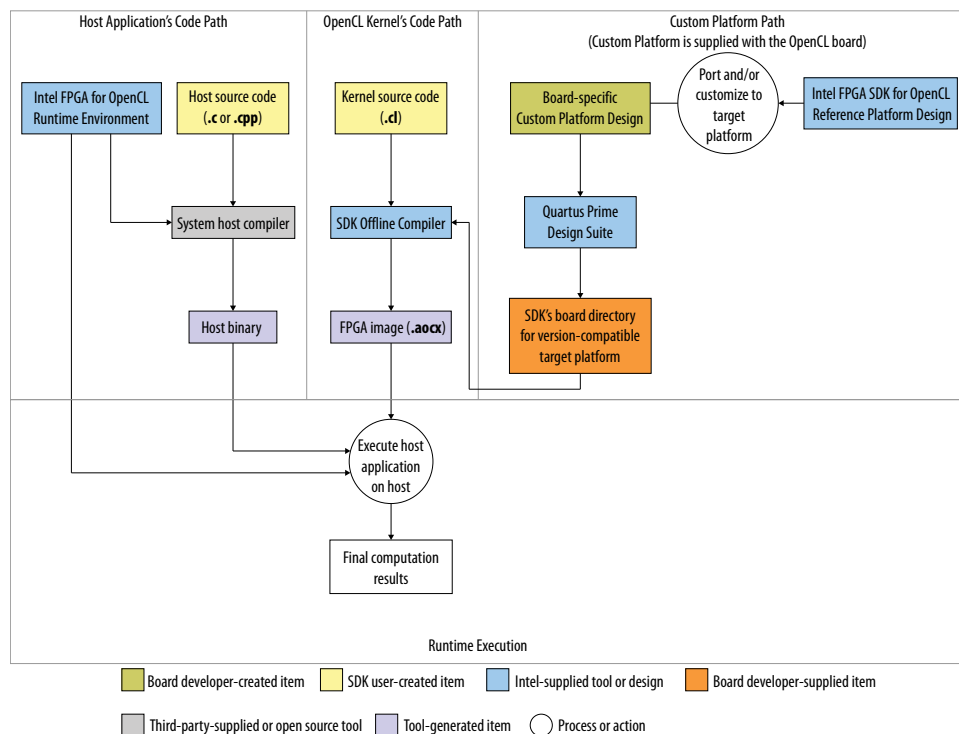 Host Application's Code Path
OpenCL Kernel's Code Path
Custom Platform Path
(Custom Platform is supplied with the OpenCL board)
Intel FPGA for OpenCL
Runtime Environment
Host source code
(.c or .cpp)
Kernel source code
(.cl)
Board-specific
Custom Platform Design
Port and/or
customize to
target
platform
Intel FPGA SDK for OpenCL
Reference Platform Design
System host compiler
SDK Offline Compiler
Quartus Prime
Design Suite
Host binary
FPGA image (.aocx)
SDK's board directory
for version-compatible
target platform
Execute host
application
on host
Final computation
results
Runtime Execution
Board developer-created item
SDK user-created item
Intel-supplied tool or design
Board developer-supplied item
Third-party-supplied or open source tool
Tool-generated item
Process or action